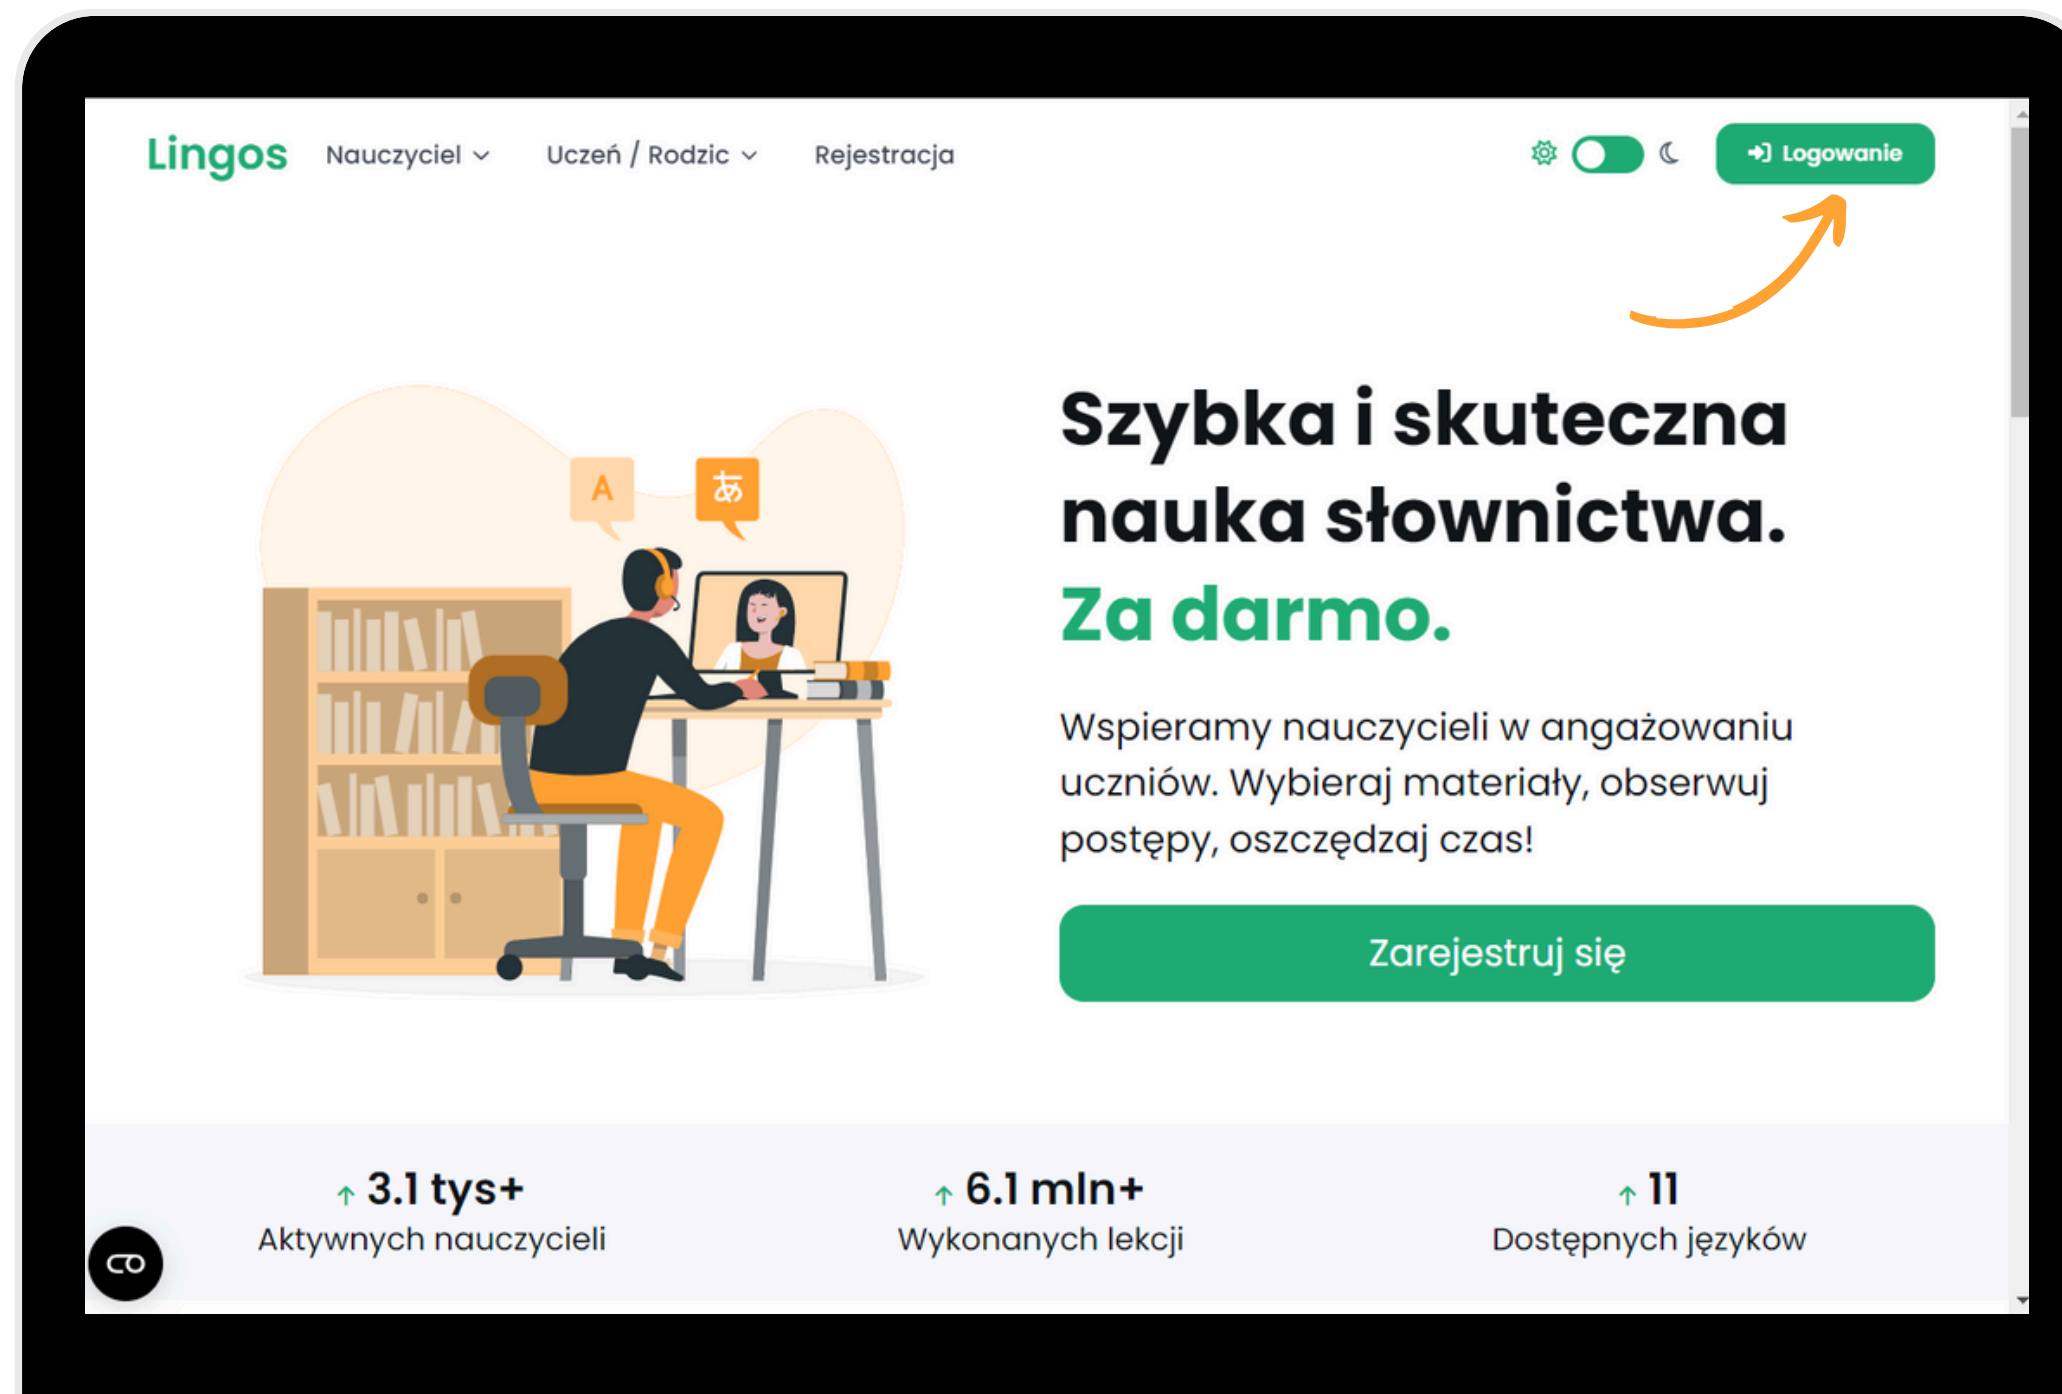 Lingos
Nauczyciel
Uczeń / Rodzic
Rejestracja
Logowanie
A
あ
Szybka i skuteczna
nauka słownictwa.
Za darmo.
Wspieramy nauczycieli w angażowaniu
uczniów. Wybieraj materiały, obserwuj
postępy, oszczędzaj czas!
Zarejestruj się
↑ 3.1 tys+
Aktywnych nauczycieli
↑ 6.1 mln+
Wykonanych lekcji
↑ 11
Dostępnych języków